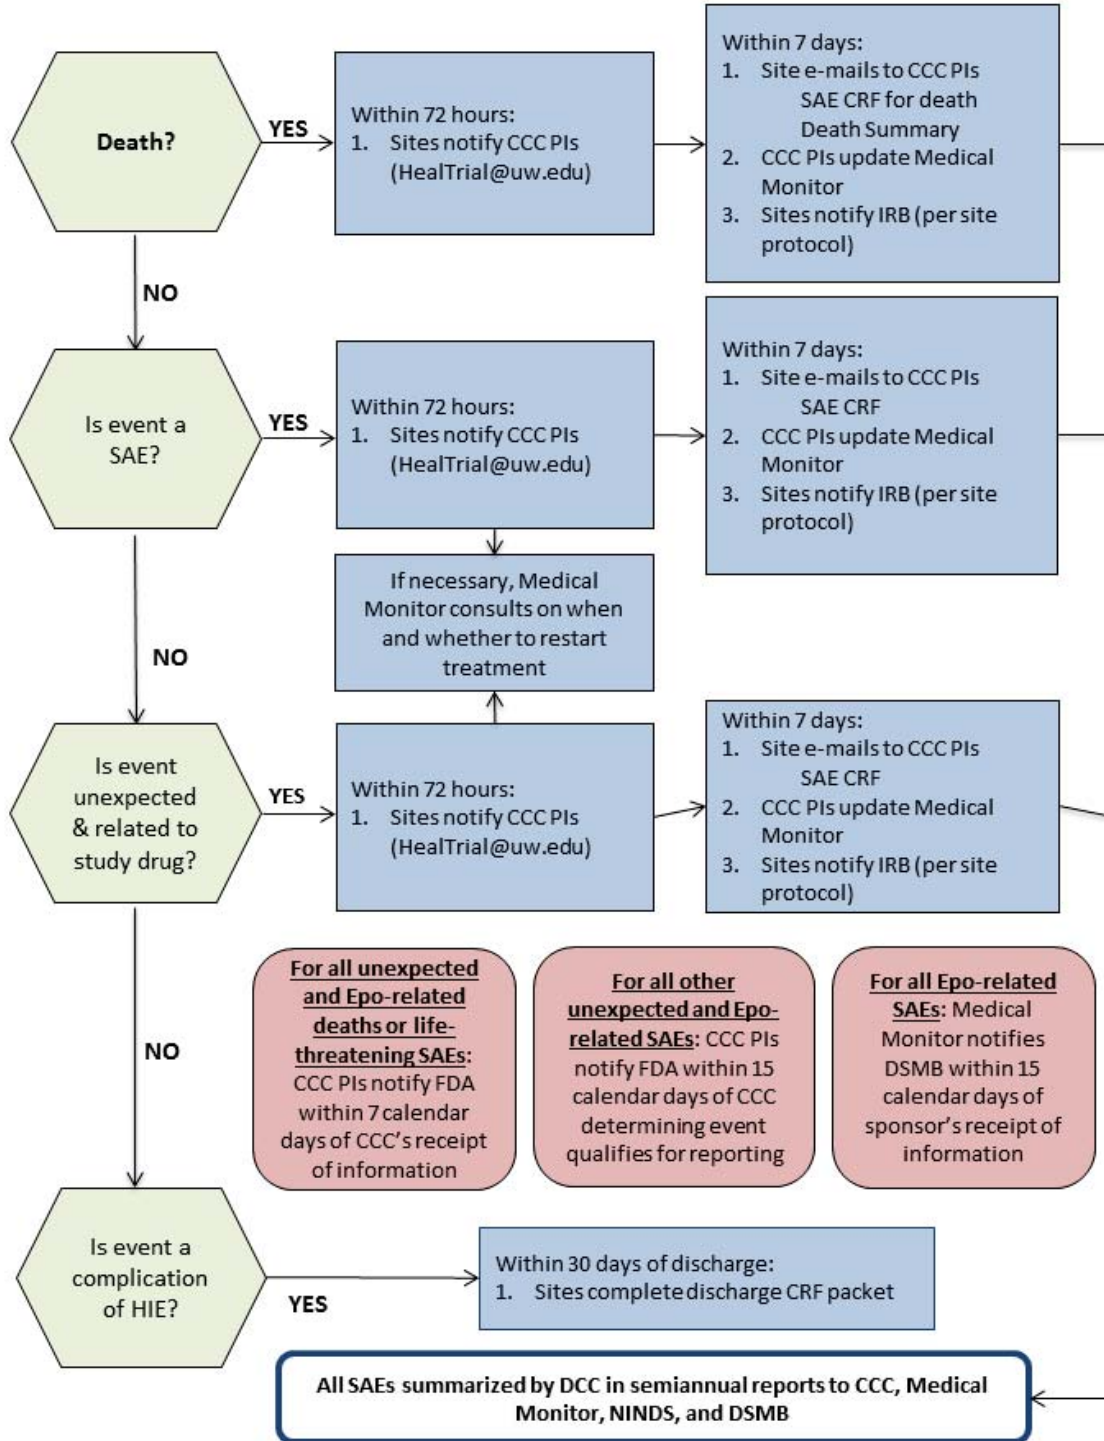 Death?
YES
Within 72 hours:
1. Sites notify CCC PIs
(HealTrial@uw.edu)
Within 7 days:
1. Site e-mails to CCC PIs
SAE CRF for death
Death Summary
2. CCC PIs update Medical
Monitor
3. Sites notify IRB (per site
protocol)
NO
Is event a
SAE?
YES
Within 72 hours:
1. Sites notify CCC PIs
(HealTrial@uw.edu)
Within 7 days:
1. Site e-mails to CCC PIs
SAE CRF
2. CCC PIs update Medical
Monitor
3. Sites notify IRB (per site
protocol)
If necessary, Medical
Monitor consults on when
and whether to restart
treatment
NO
Is event
unexpected
& related to
study drug?
YES
Within 72 hours:
1. Sites notify CCC PIs
(HealTrial@uw.edu)
Within 7 days:
1. Site e-mails to CCC PIs
SAE CRF
2. CCC PIs update Medical
Monitor
3. Sites notify IRB (per site
protocol)
NO
For all unexpected
and Epo-related
deaths or life-
threatening SAEs:
CCC PIs notify FDA
within 7 calendar
days of CCC's receipt
of information
For all other
unexpected and Epo-
related SAEs: CCC PIs
notify FDA within 15
calendar days of CCC
determining event
qualifies for reporting
For all Epo-related
SAEs: Medical
Monitor notifies
DSMB within 15
calendar days of
sponsor's receipt of
information
Is event a
complication
of HIE?
YES
Within 30 days of discharge:
1. Sites complete discharge CRF packet
All SAEs summarized by DCC in semiannual reports to CCC, Medical
Monitor, NINDS, and DSMB